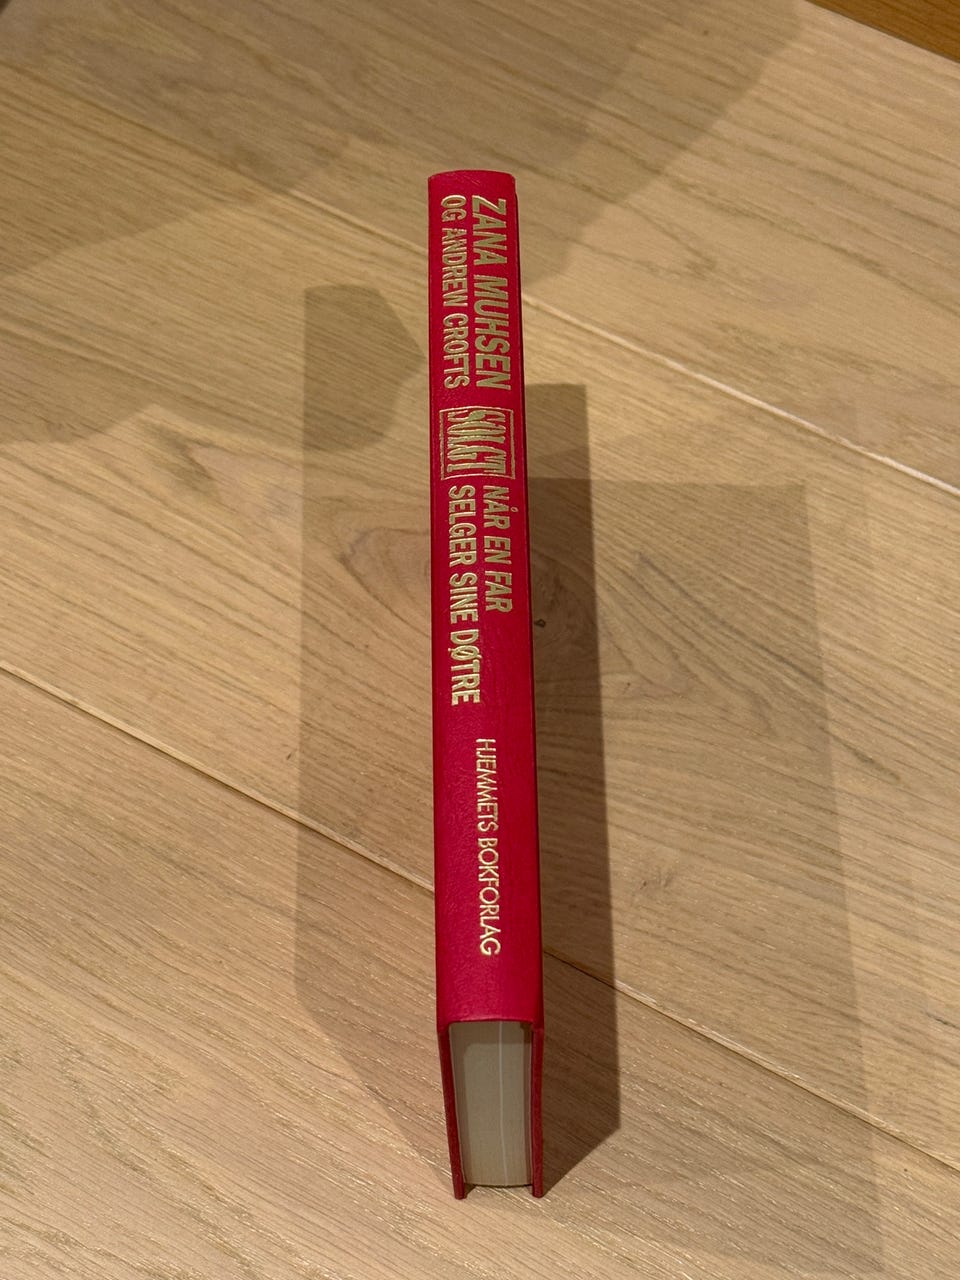 ZANA MUHSEN
OG ANDREW CROFTS
SOLGT
NÅR EN FAR
SELGER SINE DØTRE
HJEMMETS BOKFORLAG